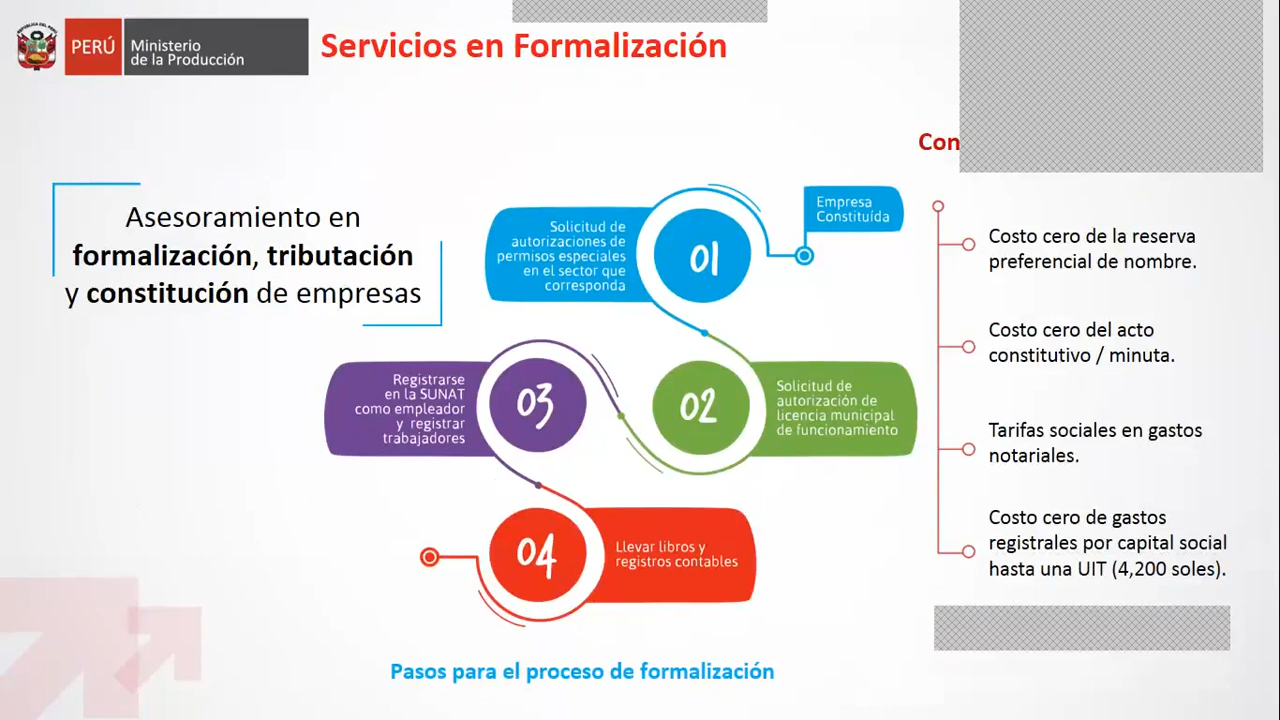 PERÚ
Ministerio
de la Producción
Servicios en Formalización
Asesoramiento en
formalización, tributación
y constitución de empresas
Empresa
Constituída
Solicitud de
autorizaciones de
permisos especiales
en el sector que
corresponda
01
02
Solicitud de
autorización de
licencia municipal
de funcionamiento
Registrarse
en la SUNAT
como empleador
y registrar
trabajadores
03
04
Llevar libros y
registros contables
Pasos para el proceso de formalización
Costo cero de la reserva
preferencial de nombre.
Costo cero del acto
constitutivo / minuta.
Tarifas sociales en gastos
notariales.
Costo cero de gastos
registrales por capital social
hasta una UIT (4,200 soles).